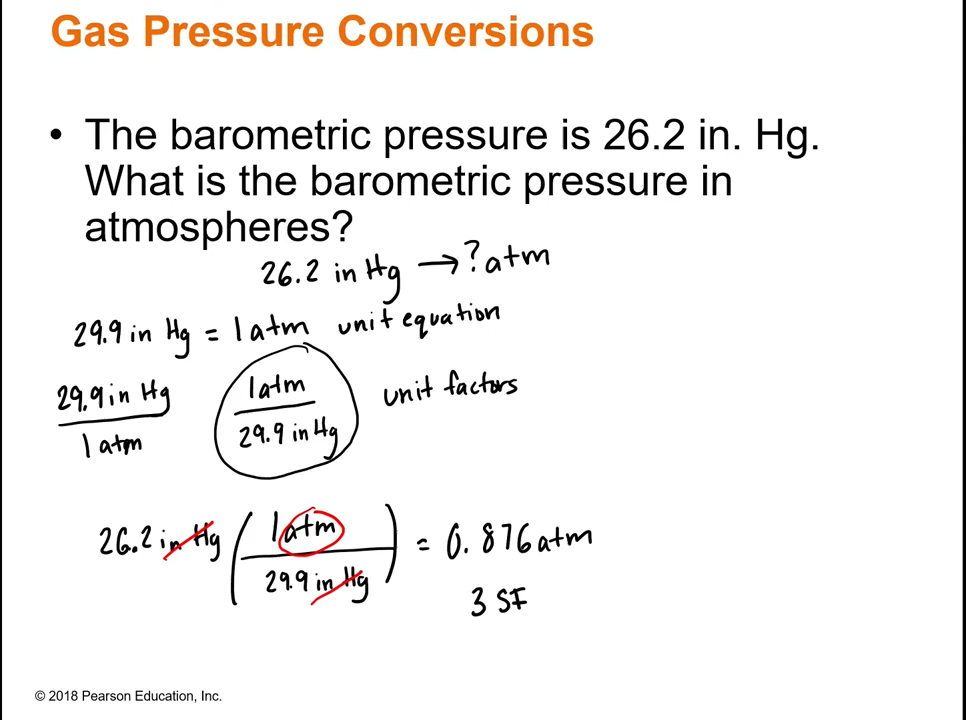 Gas Pressure Conversions
• The barometric pressure is 26.2 in. Hg.
What is the barometric pressure in
atmospheres?
26.2 in Hg → ? atm
29.9 in Hg = 1 atm unit equation
29.9 in Hg / 1 atm 1 atm / 29.9 in Hg unit factors
26.2 in Hg ( 1 atm / 29.9 in Hg ) = 0.876 atm
3 SF
© 2018 Pearson Education, Inc.